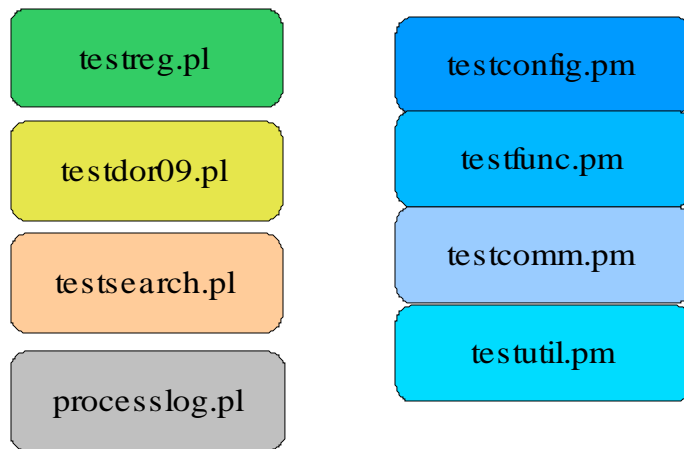 testreg.pl
testdor09.pl
testsearch.pl
processlog.pl
testconfig.pm
testfunc.pm
testcomm.pm
testutil.pm